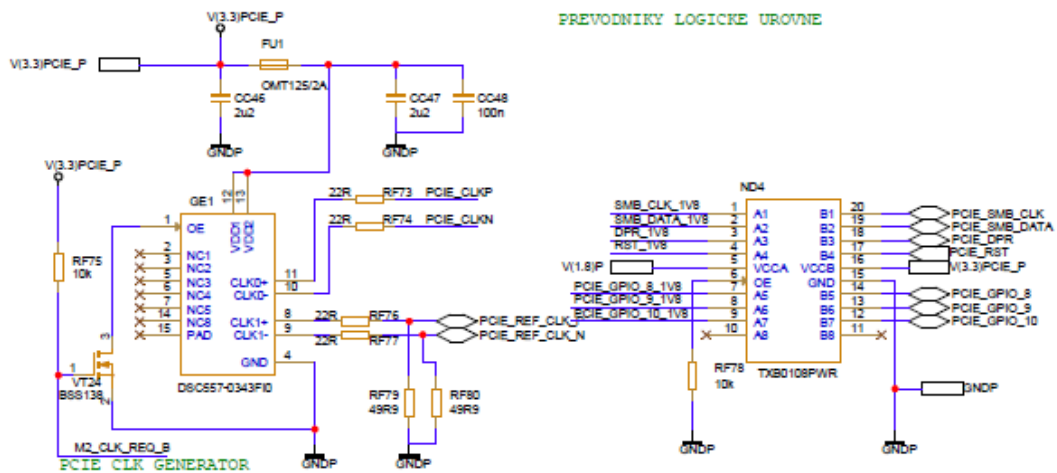 PREVODNIKY LOGICKE UROVNE
V(3.3)PCIE_P
V(3.3)PCIE_P
FU1
OMT125/2A
CC46
2u2
CC47
2u2
CC48
100n
GNDP
GNDP
V(3.3)PCIE_P
GE1
12
13
VDD1
VDD2
1
OE
2
NC1
3
NC2
5
NC3
6
NC4
7
NC5
14
NC6
15
PAD
CLK0+
11
CLK0-
10
CLK1+
8
CLK1-
9
GND
4
DSC557-0343FI0
22R
RF73
PCIE_CLKP
22R
RF74
PCIE_CLKN
22R
RF76
PCIE_REF_CLK_P
22R
RF77
PCIE_REF_CLK_N
RF75
10k
3
1
2
VT24
BSS138
RF79
49R9
RF80
49R9
M2_CLK_REQ_B
GNDP
GNDP
PCIE CLK GENERATOR
ND4
SMB_CLK_1V8
1
A1
B1
20
PCIE_SMB_CLK
SMB_DATA_1V8
2
A2
B2
19
PCIE_SMB_DATA
DPR_1V8
3
A3
B3
18
PCIE_DPR
RST_1V8
4
A4
B4
17
PCIE_RST
V(1.8)P
5
VCCA
VCCB
16
V(3.3)PCIE_P
6
OE
GND
15
PCIE_GPIO_8_1V8
7
A5
B5
14
PCIE_GPIO_8
PCIE_GPIO_9_1V8
8
A6
B6
13
PCIE_GPIO_9
PCIE_GPIO_10_1V8
9
A7
B7
12
PCIE_GPIO_10
10
A8
B8
11
TXB0108PWR
RF78
10k
GNDP
GNDP
GNDP